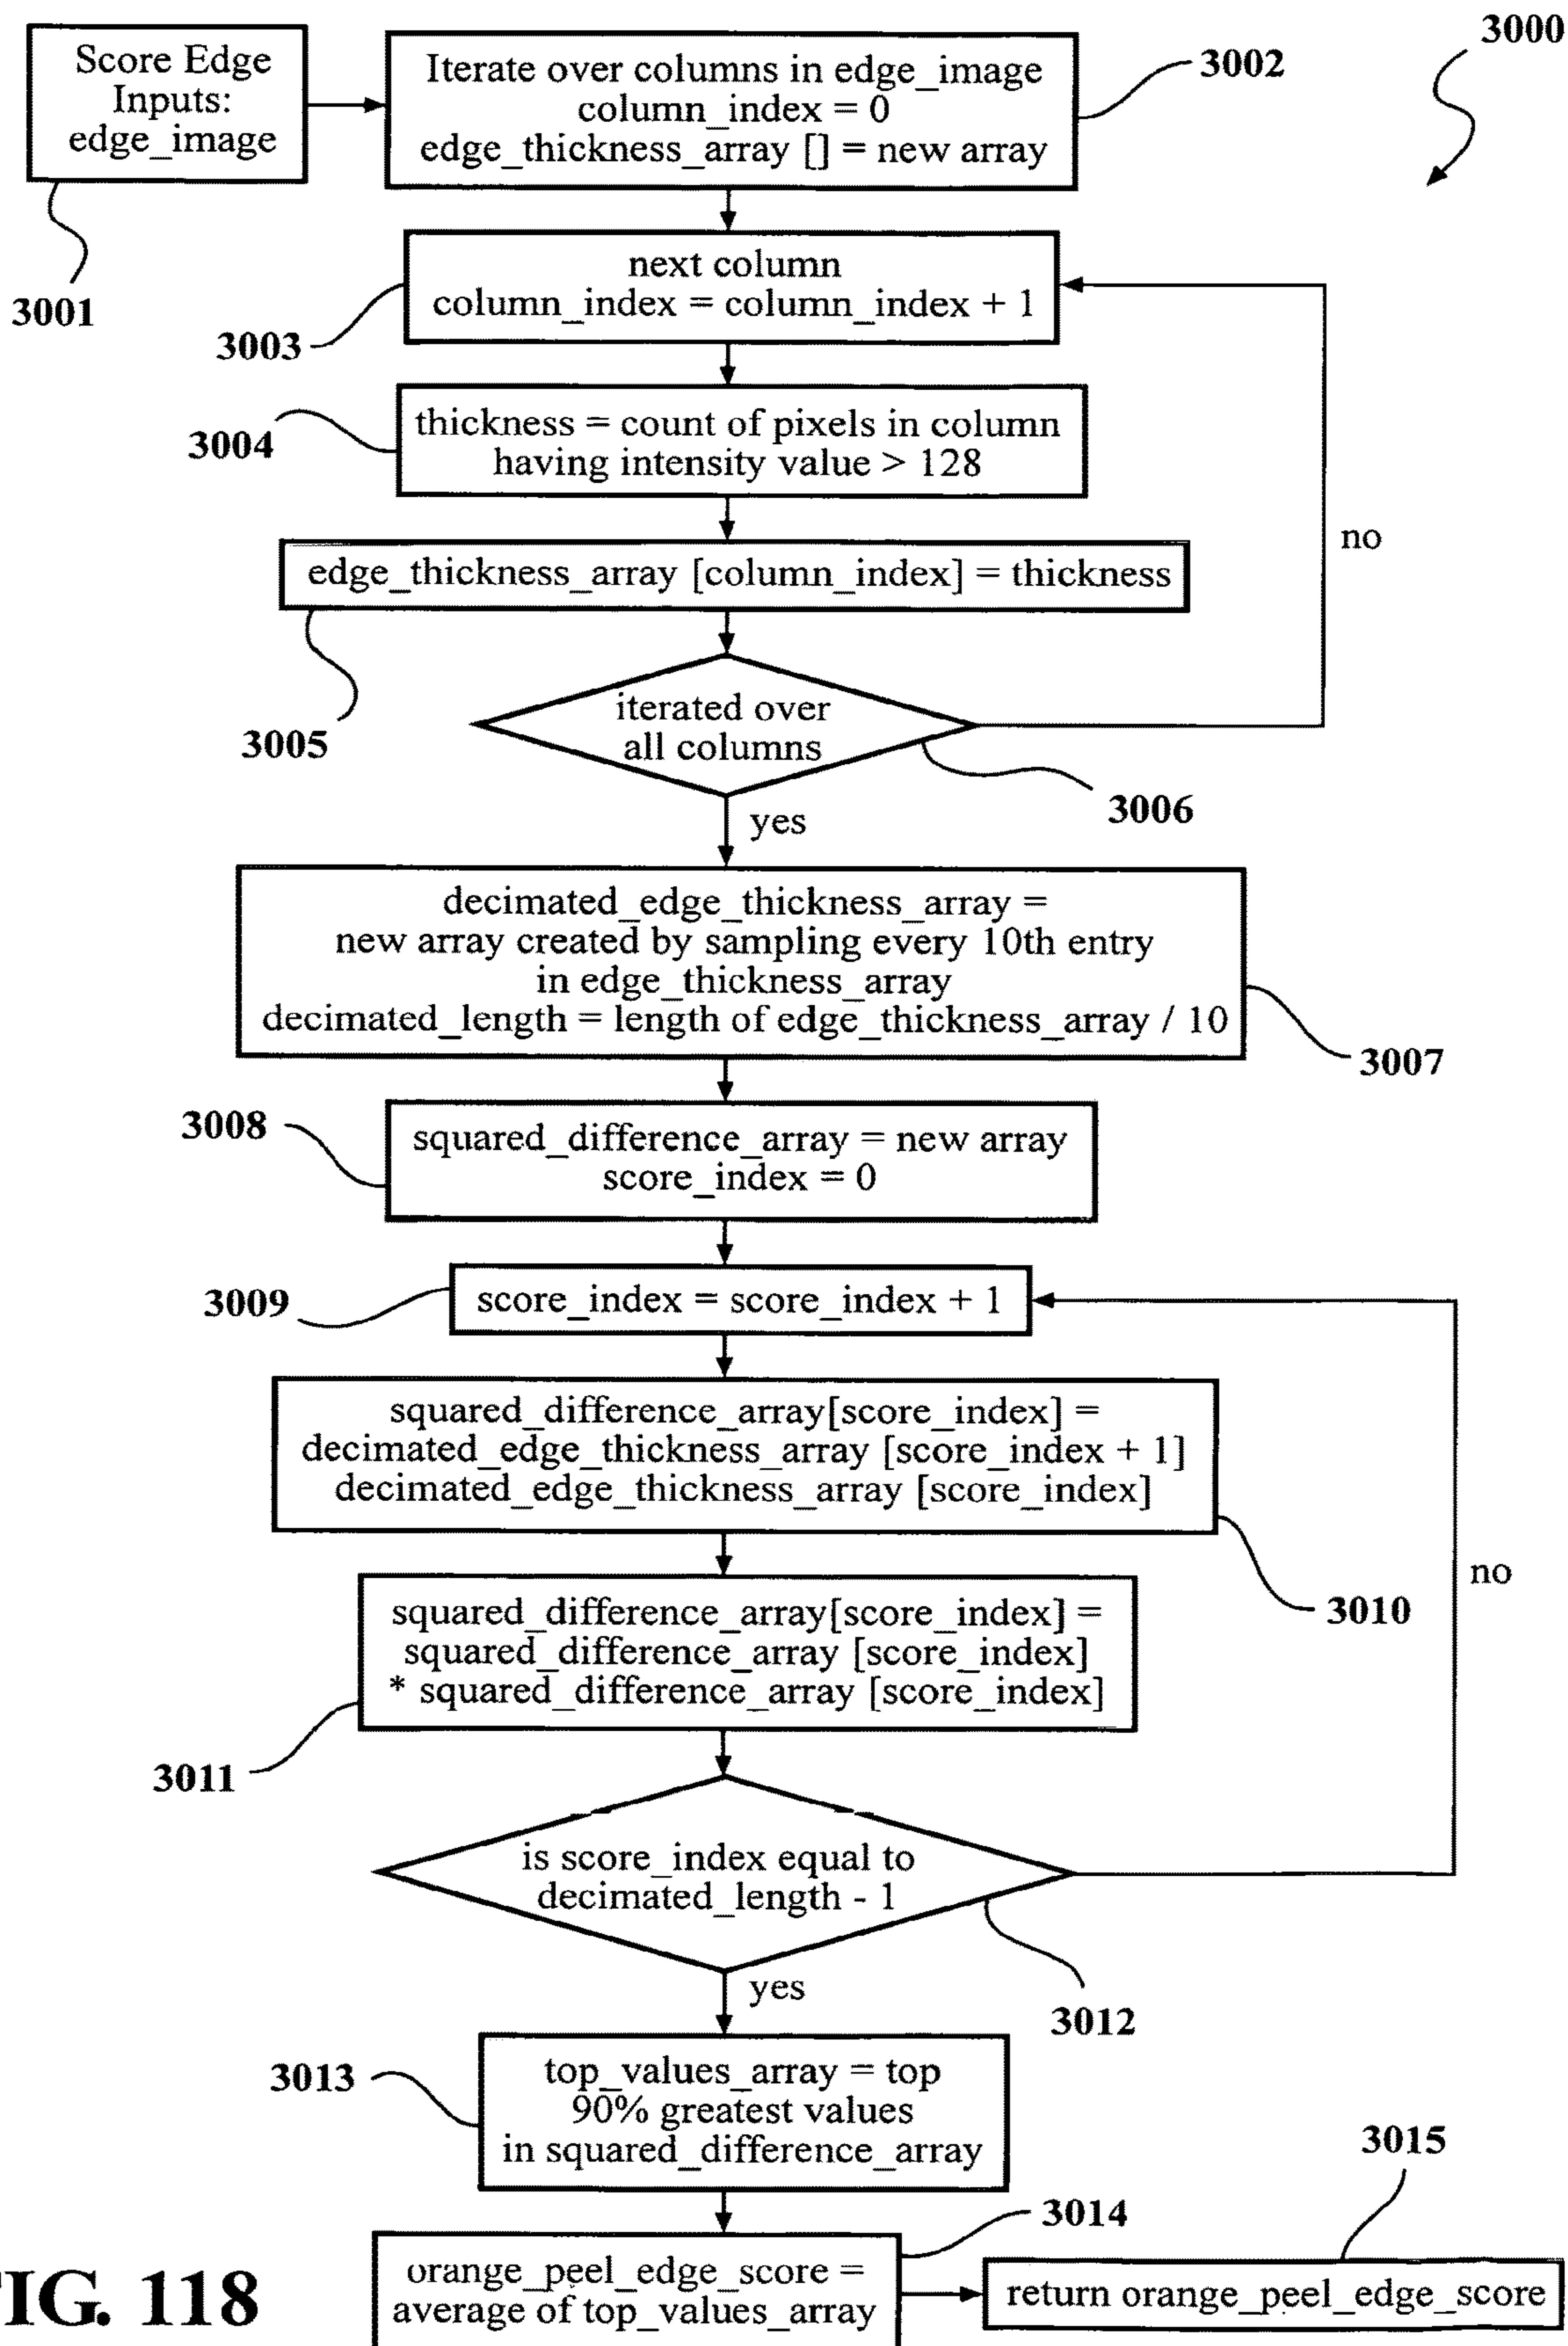 3000
Score Edge
Inputs:
edge_image
3001
Iterate over columns in edge_image
column_index = 0
edge_thickness_array [] = new array
3002
next column
column_index = column_index + 1
3003
thickness = count of pixels in column
having intensity value > 128
3004
edge_thickness_array [column_index] = thickness
3005
no
iterated over
all columns
3006
yes
decimated_edge_thickness_array =
new array created by sampling every 10th entry
in edge_thickness_array
decimated_length = length of edge_thickness_array / 10
3007
3008
squared_difference_array = new array
score_index = 0
3009
score_index = score_index + 1
squared_difference_array[score_index] =
decimated_edge_thickness_array [score_index + 1]
decimated_edge_thickness_array [score_index]
3010
no
squared_difference_array[score_index] =
squared_difference_array [score_index]
* squared_difference_array [score_index]
3011
is score_index equal to
decimated_length - 1
3012
yes
3013
top_values_array = top
90% greatest values
in squared_difference_array
3014
orange_peel_edge_score =
average of top_values_array
3015
return orange_peel_edge_score
IG. 118